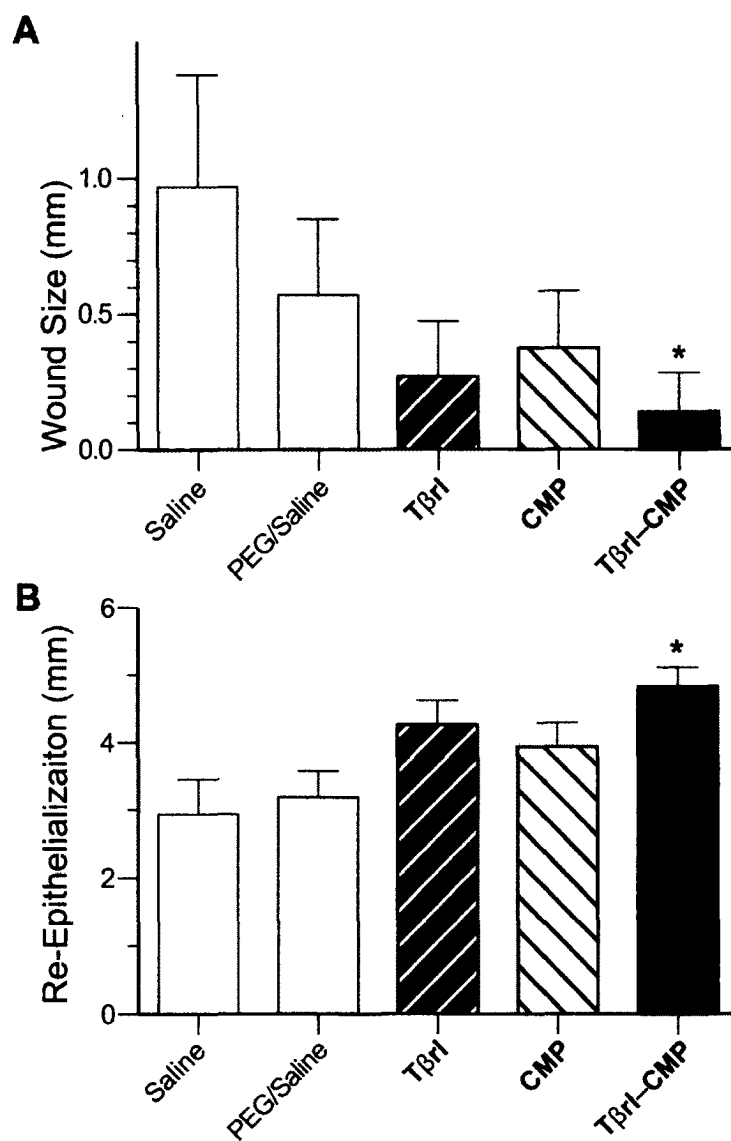 A
Wound Size (mm)
1.0
0.5
0.0
*
Saline
PEG/Saline
TβrI
CMP
TβrI–CMP
B
Re-Epithelializaiton (mm)
6
4
2
0
*
Saline
PEG/Saline
TβrI
CMP
TβrI–CMP